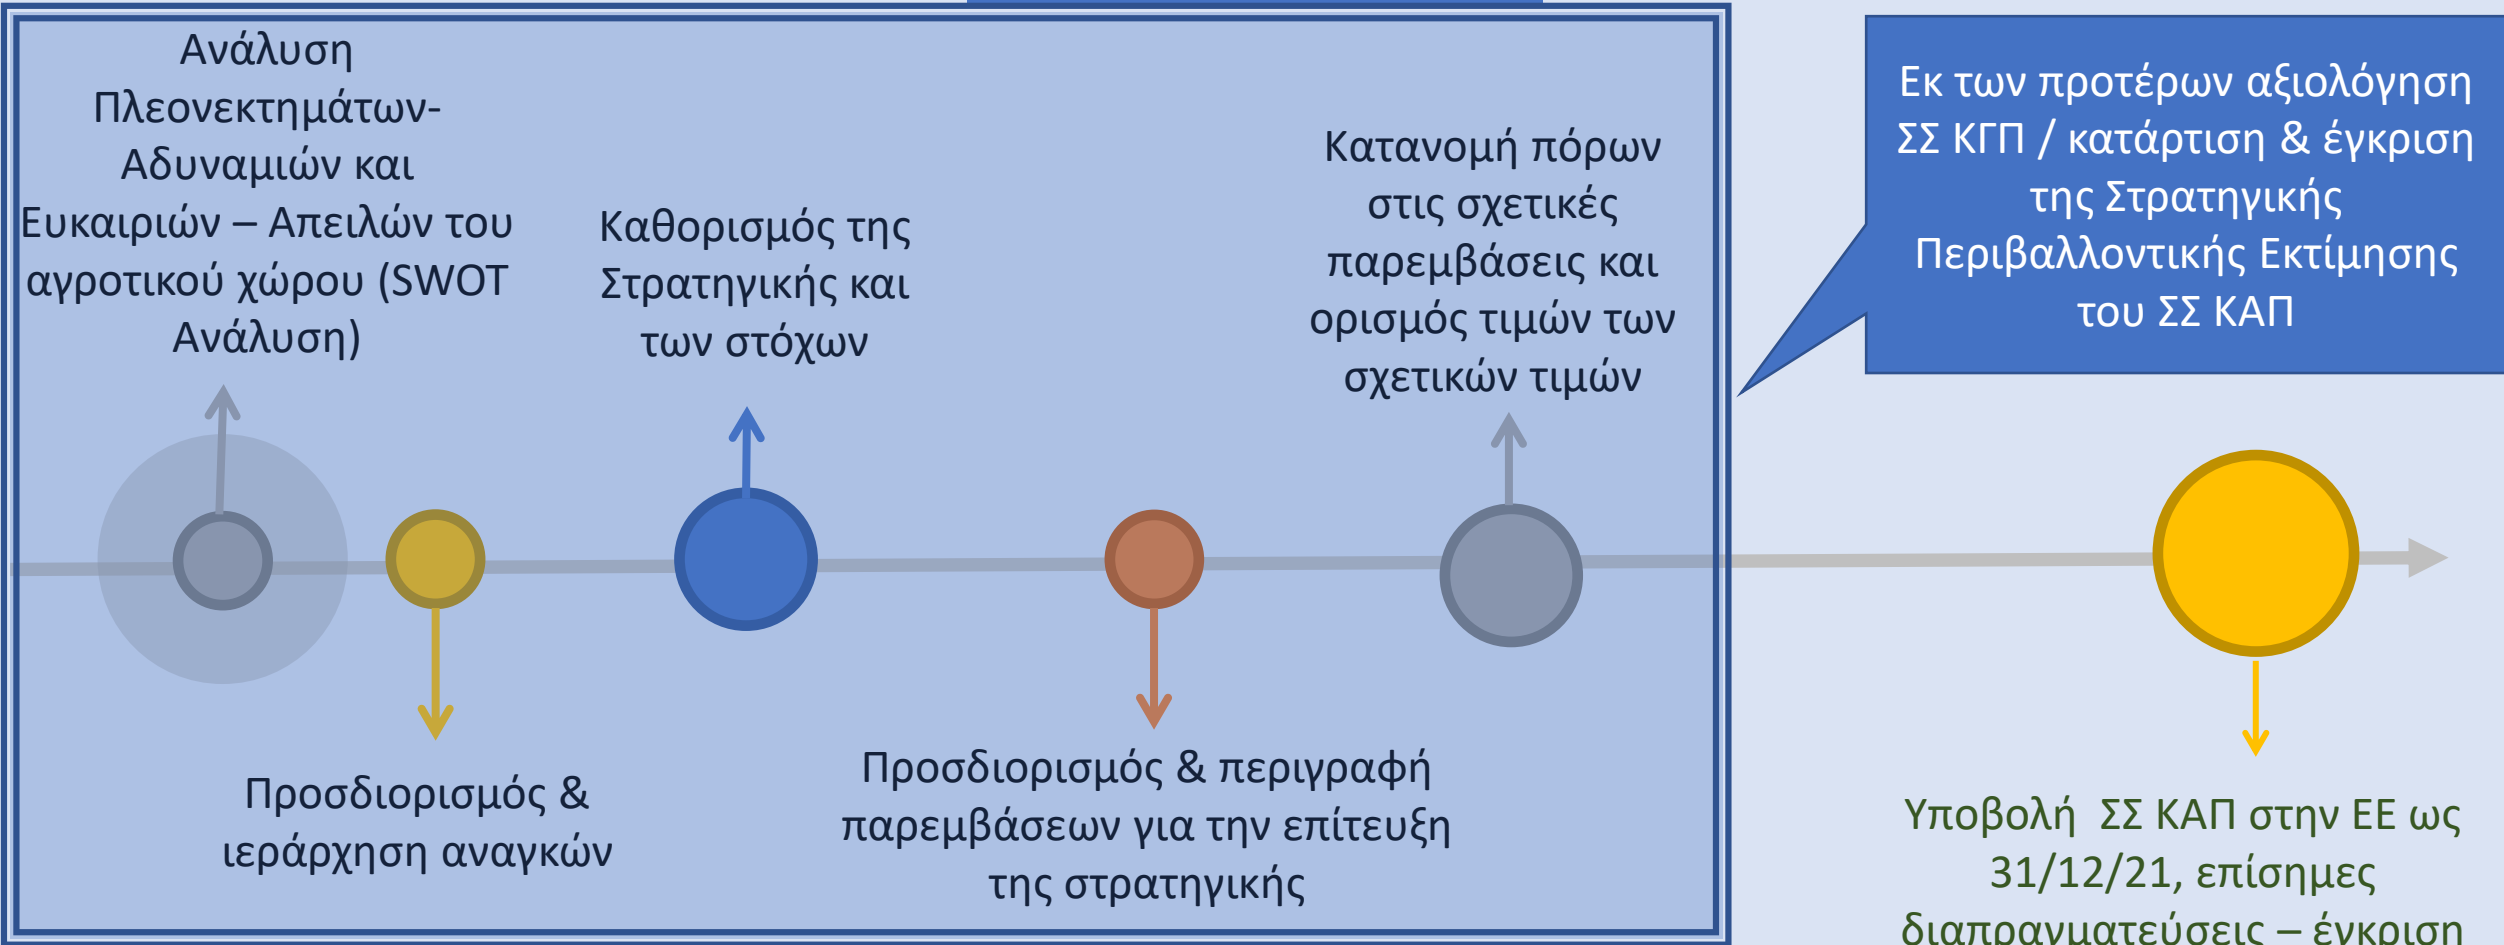 Ανάλυση
Πλεονεκτημάτων-
Αδυναμιών και
Ευκαιριών – Απειλών του
αγροτικού χώρου (SWOT
Ανάλυση)
Προσδιορισμός &
ιεράρχηση αναγκών
Καθορισμός της
Στρατηγικής και
των στόχων
Προσδιορισμός & περιγραφή
παρεμβάσεων για την επίτευξη
της στρατηγικής
Κατανομή πόρων
στις σχετικές
παρεμβάσεις και
ορισμός τιμών των
σχετικών τιμών
Εκ των προτέρων αξιολόγηση
ΣΣ ΚΓΠ / κατάρτιση & έγκριση
της Στρατηγικής
Περιβαλλοντικής Εκτίμησης
του ΣΣ ΚΑΠ
Υποβολή ΣΣ ΚΑΠ στην ΕΕ ως
31/12/21, επίσημες
διαπραγματεύσεις – έγκριση